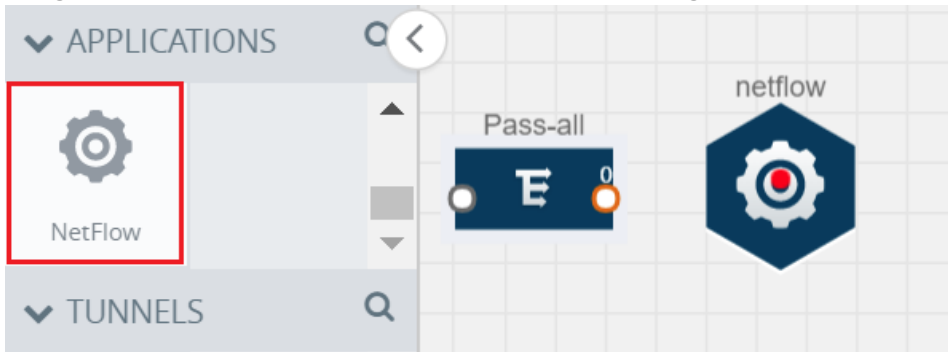 APPLICATIONS
NetFlow
TUNNELS
Pass-all
0
netflow